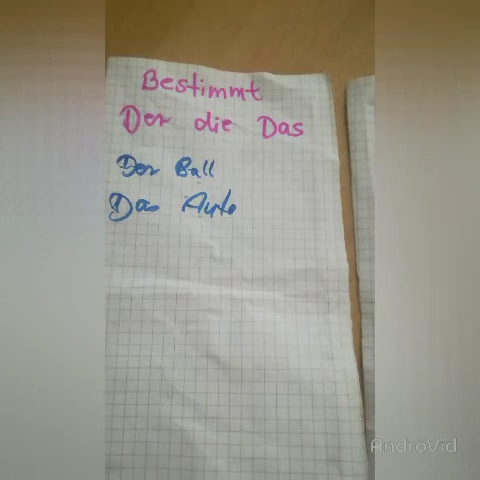 Bestimmt
Der die Das
Der Ball
Das Auto
AndroVid